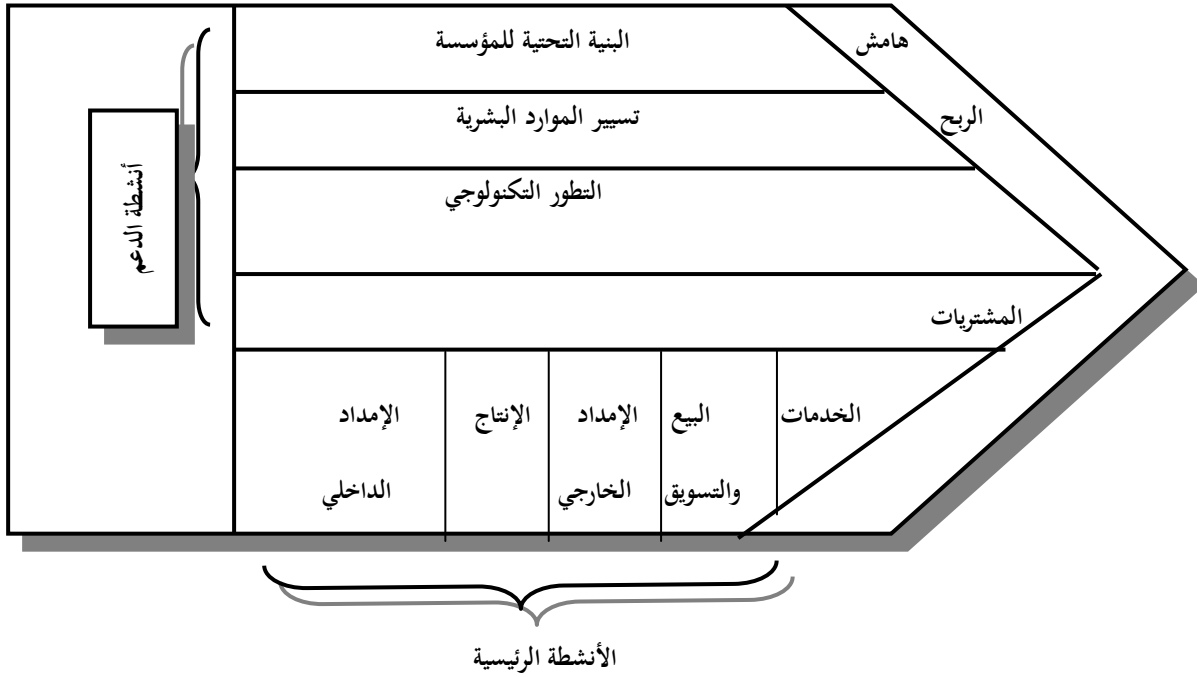 البنية التحتية للمؤسسة
هامش
الربح
تسيير الموارد البشرية
التطور التكنولوجي
أنشطة الدعم
المشتريات
الإمداد
الداخلي
الإنتاج
الإمداد
الخارجي
البيع
والتسويق
الخدمات
الأنشطة الرئيسية